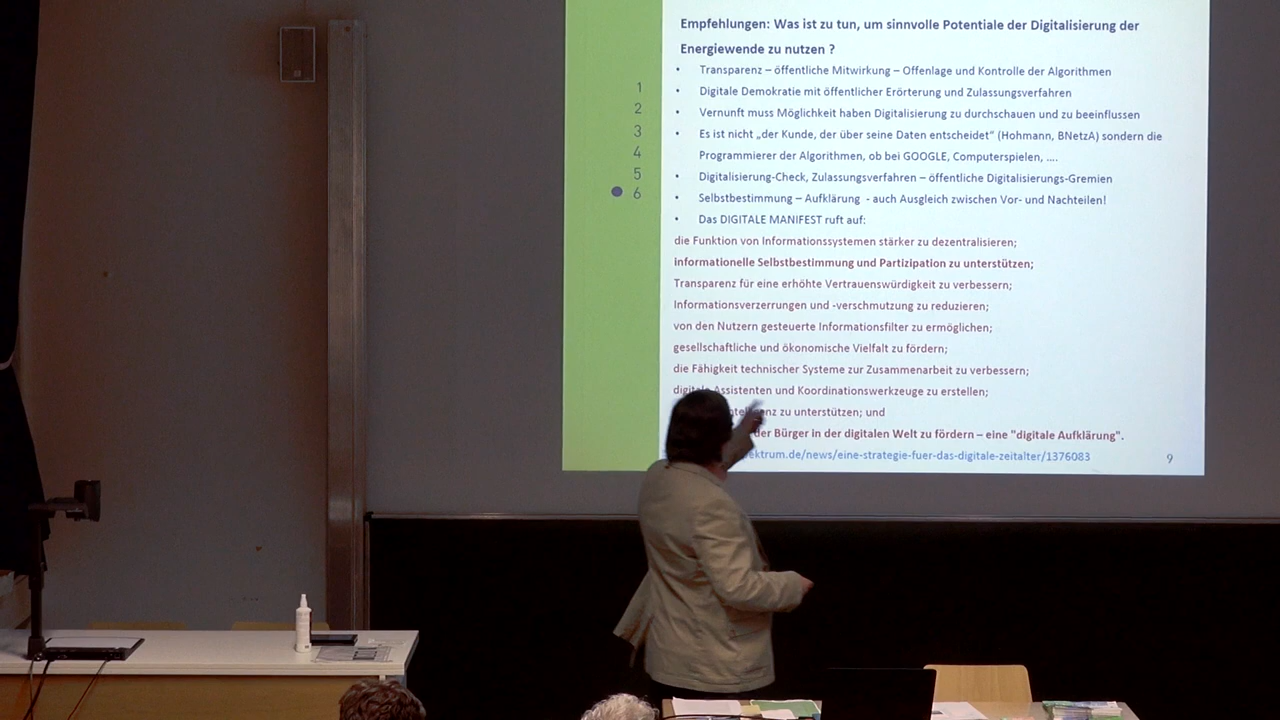 Empfehlungen: Was ist zu tun, um sinnvolle Potentiale der Digitalisierung der
Energiewende zu nutzen ?
• Transparenz – öffentliche Mitwirkung – Offenlage und Kontrolle der Algorithmen
• Digitale Demokratie mit öffentlicher Erörterung und Zulassungsverfahren
• Vernunft muss Möglichkeit haben Digitalisierung zu durchschauen und zu beeinflussen
• Es ist nicht „der Kunde, der über seine Daten entscheidet“ (Hohmann, BNetzA) sondern die
Programmierer der Algorithmen, ob bei GOOGLE, Computerspielen, ....
• Digitalisierung-Check, Zulassungsverfahren – öffentliche Digitalisierungs-Gremien
• Selbstbestimmung – Aufklärung - auch Ausgleich zwischen Vor- und Nachteilen!
• Das DIGITALE MANIFEST ruft auf:
die Funktion von Informationssystemen stärker zu dezentralisieren;
informationelle Selbstbestimmung und Partizipation zu unterstützen;
Transparenz für eine erhöhte Vertrauenswürdigkeit zu verbessern;
Informationsverzerrungen und -verschmutzung zu reduzieren;
von den Nutzern gesteuerte Informationsfilter zu ermöglichen;
gesellschaftliche und ökonomische Vielfalt zu fördern;
die Fähigkeit technischer Systeme zur Zusammenarbeit zu verbessern;
digitale Assistenten und Koordinationswerkzeuge zu erstellen;
zu unterstützen; und
der Bürger in der digitalen Welt zu fördern – eine "digitale Aufklärung".
ektrum.de/news/eine-strategie-fuer-das-digitale-zeitalter/1376083
9
1
2
3
4
5
6